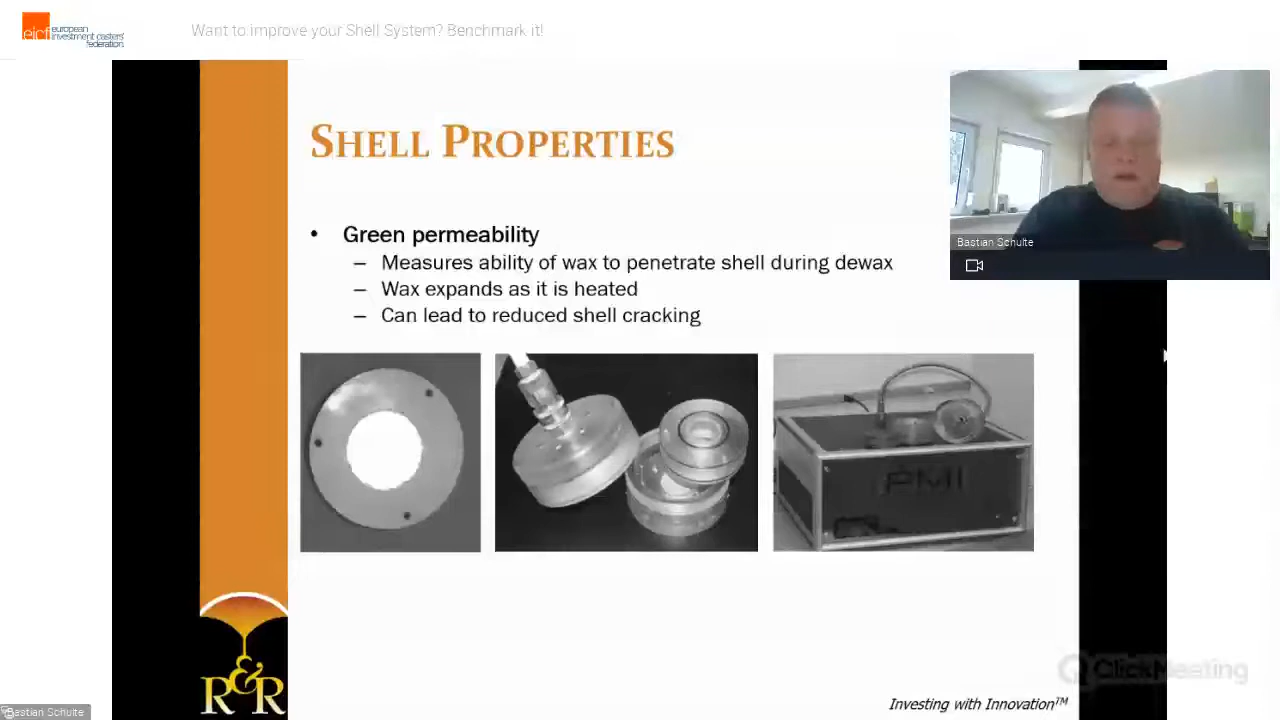 eicf european investment casters' federation
Want to improve your Shell System? Benchmark it!
SHELL PROPERTIES
• Green permeability
– Measures ability of wax to penetrate shell during dewax
– Wax expands as it is heated
– Can lead to reduced shell cracking
Bastian Schulte
PMI
R&R
Investing with Innovation™
ClickMeeting
Bastian Schulte